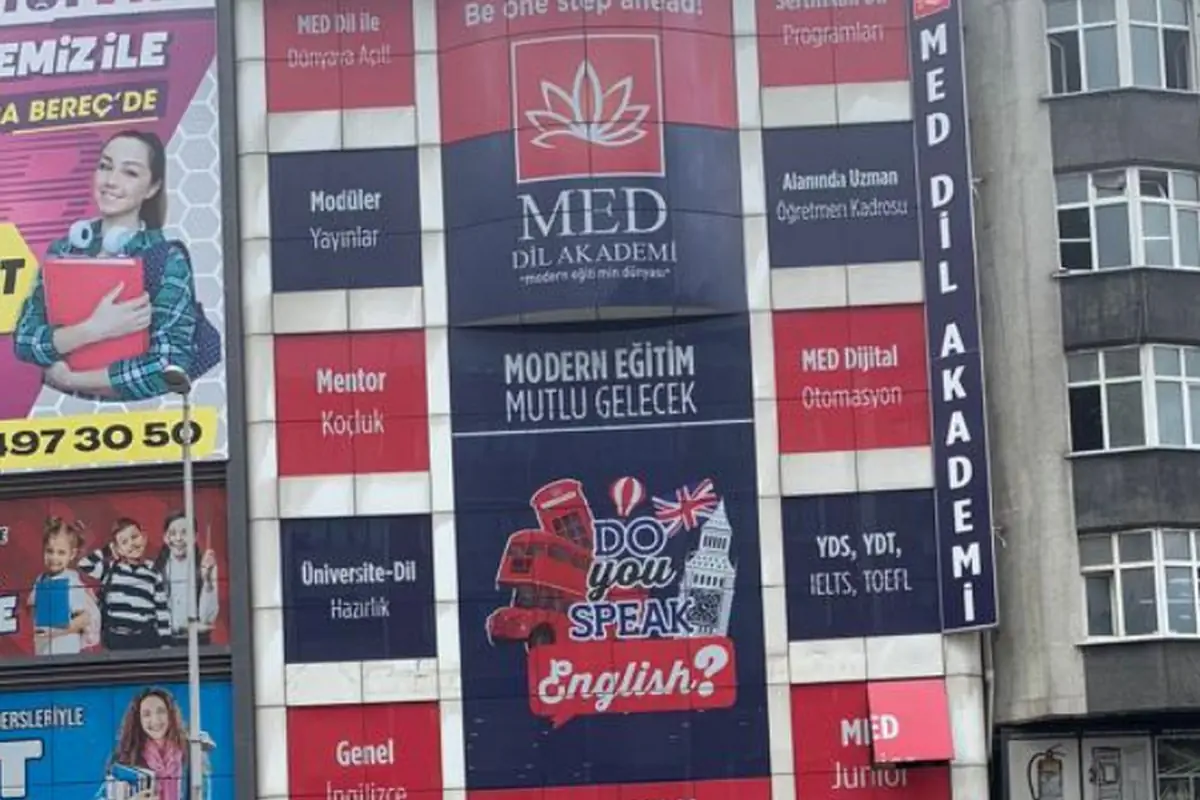 EMİZ İLE
A BEREÇ'DE
T
497 30 50
E
ERSLERİYLE
T
MED Dil ile
Dünyaya Açıl!
Modüler
Yayınlar
Mentor
Koçluk
Üniversite-Dil
Hazırlık
Genel
İngilizce
Be one step ahead!
MED
DİL AKADEMİ
"modern eğitimin dünyası"
MODERN EĞİTİM
MUTLU GELECEK
DO
you
SPEAK
English?
Sertifikalı Dil
Programları
Alanında Uzman
Öğretmen Kadrosu
MED Dijital
Otomasyon
YDS, YDT,
IELTS, TOEFL
MED
Junior
MED DİL AKADEMİ